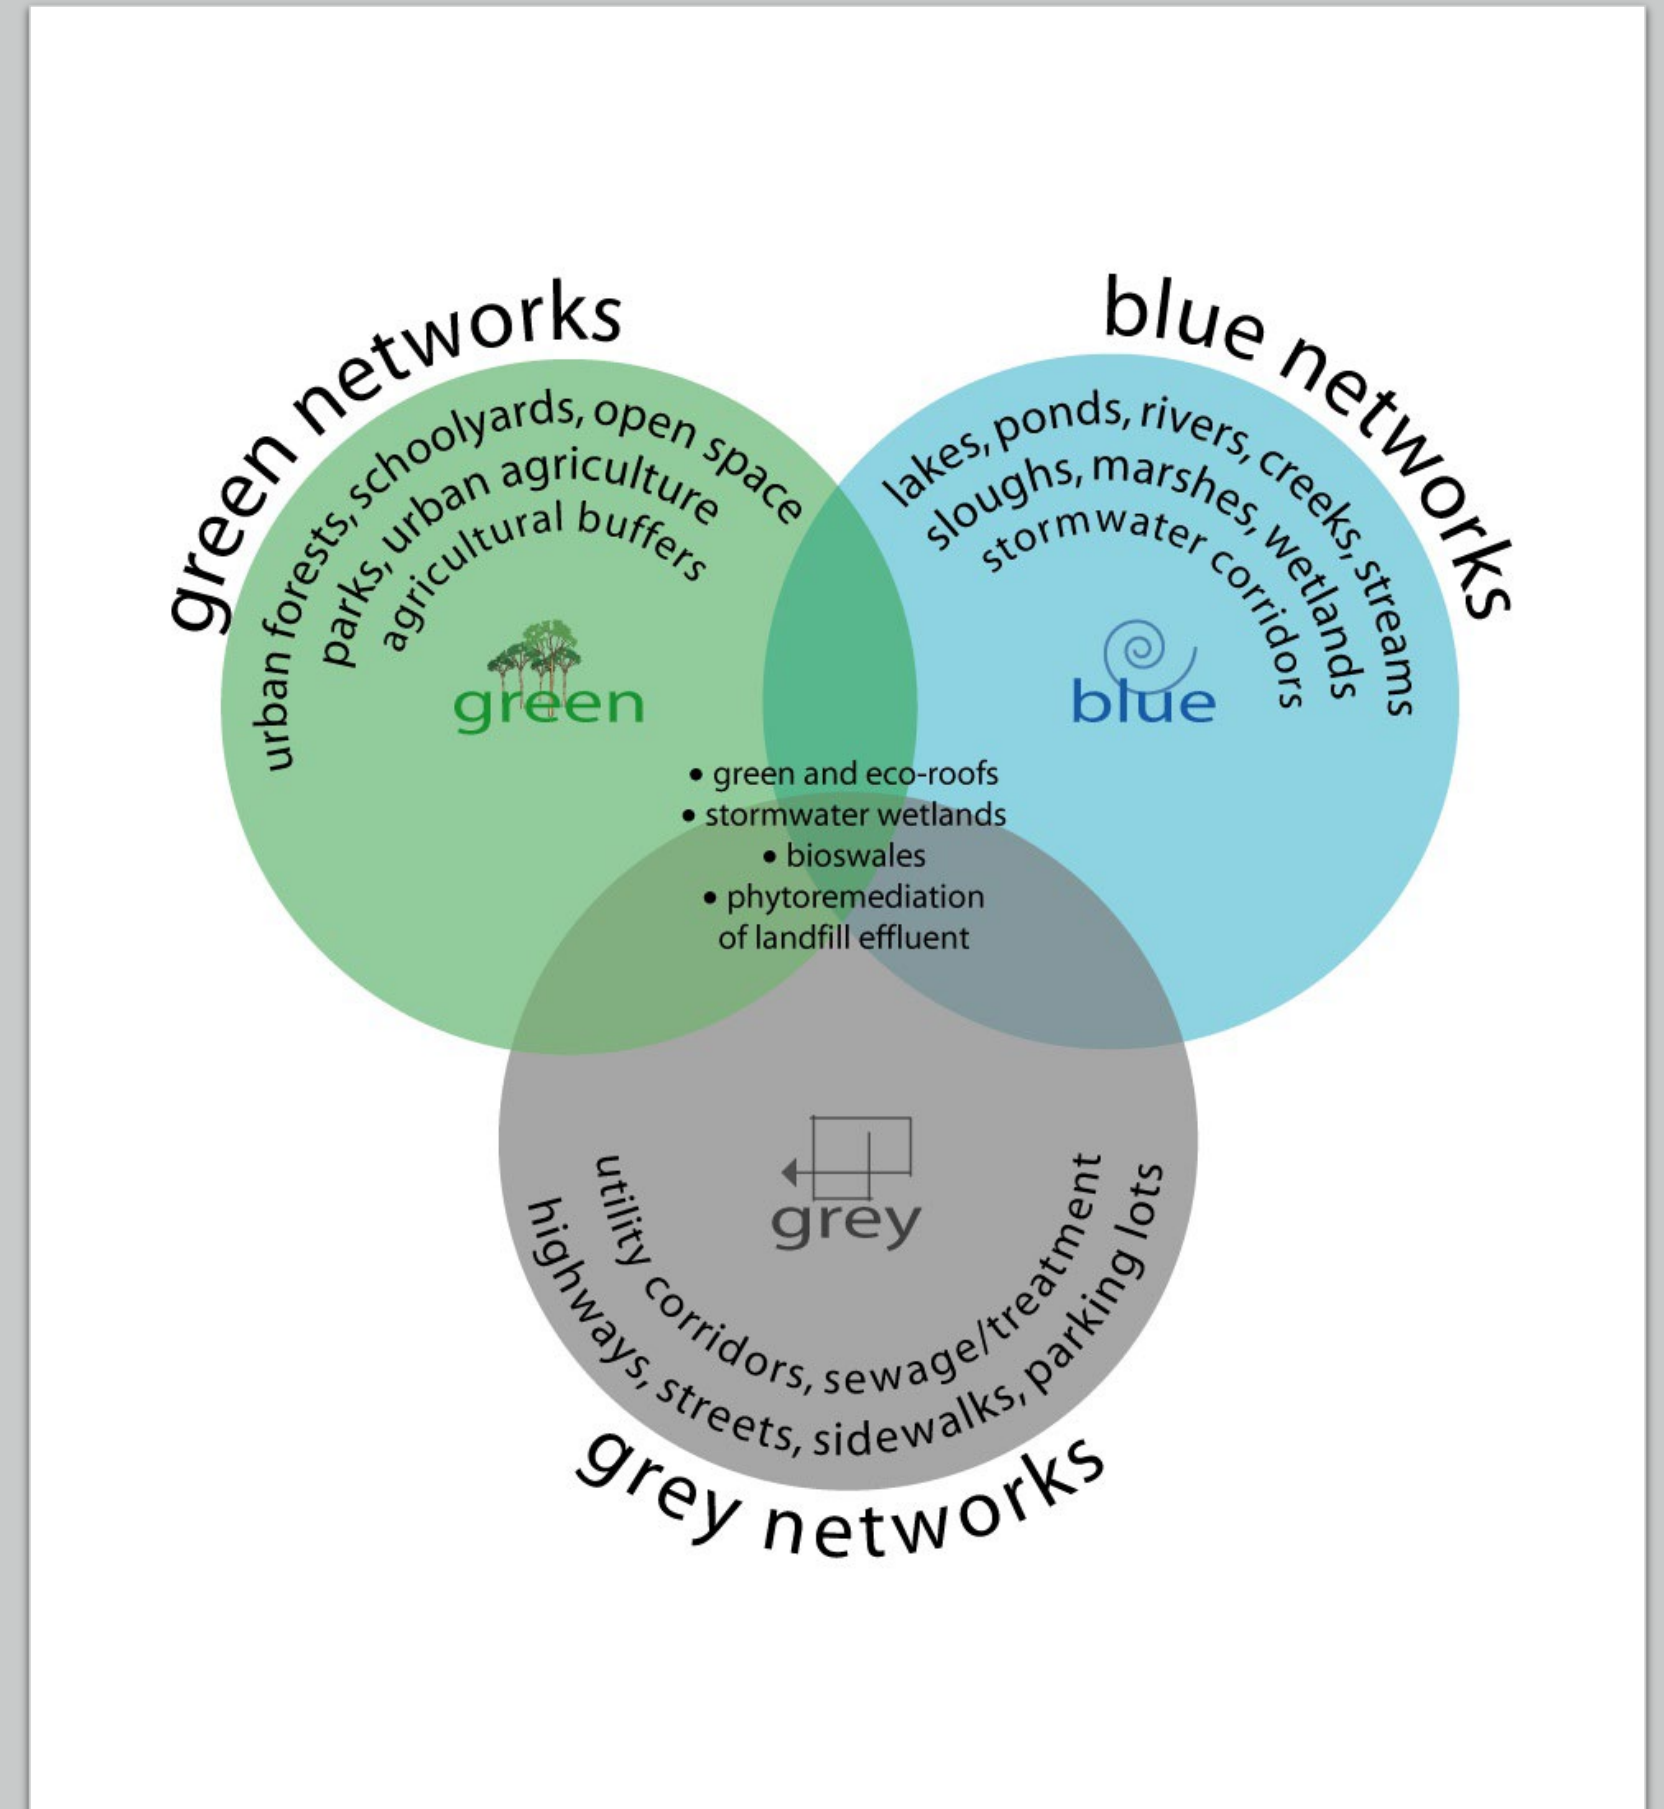 green networks
urban forests, schoolyards, open space
parks, urban agriculture
agricultural buffers
green
blue networks
lakes, ponds, rivers, creeks, streams
sloughs, marshes, wetlands
stormwater corridors
blue
• green and eco-roofs
• stormwater wetlands
• bioswales
• phytoremediation
of landfill effluent
grey
utility corridors, sewage/treatment
highways, streets, sidewalks, parking lots
grey networks